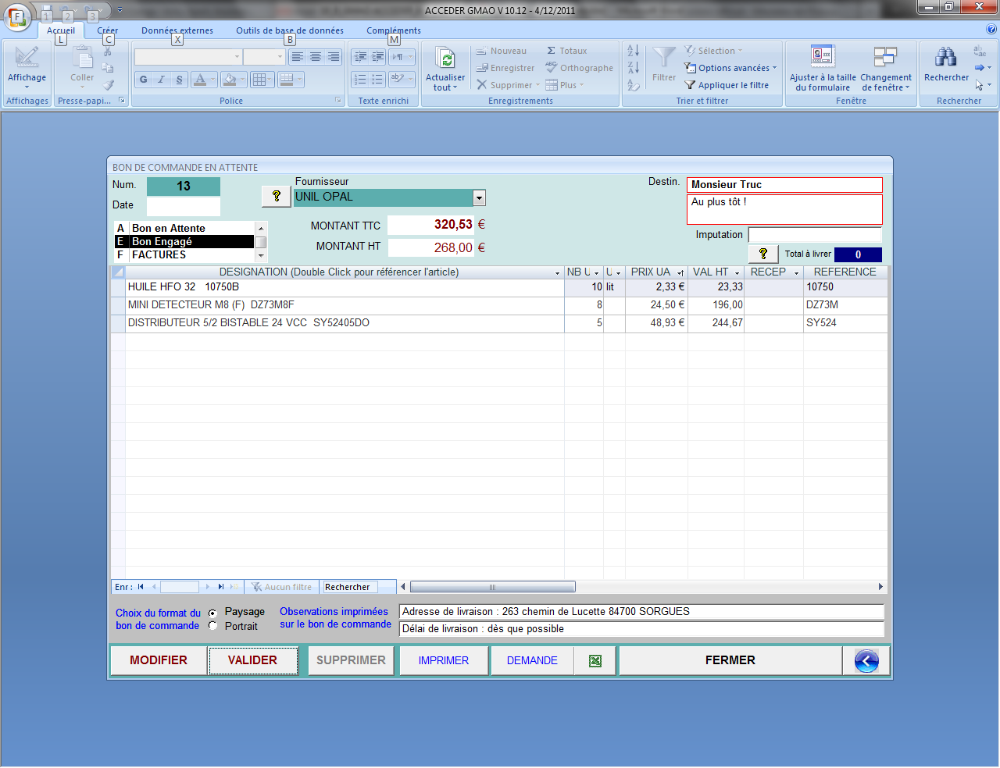 ACCEDER GMAO V 10.12 - 4/12/2011
F 1 2 3
Accueil Créer Données externes Outils de base de données Compléments
L C X B M
Affichage
Affichages
Coller
Presse-papi...
G I S A
Police
ab
Texte enrichi
Actualiser tout
Nouveau
Enregistrer
Supprimer
Σ Totaux
Orthographe
Plus
Enregistrements
Filtrer
Sélection
Options avancées
Appliquer le filtre
Trier et filtrer
Ajuster à la taille du formulaire
Changement de fenêtre
Fenêtre
Rechercher
Rechercher
BON DE COMMANDE EN ATTENTE
Num. 13
Date
Fournisseur
? UNIL OPAL
Destin. Monsieur Truc
Au plus tôt !
A Bon en Attente
E Bon Engagé
F FACTURES
MONTANT TTC 320,53 €
MONTANT HT 268,00 €
Imputation
? Total à livrer 0
DESIGNATION (Double Click pour référencer l'article) NB U U PRIX UA VAL HT RECEP REFERENCE
HUILE HFO 32 10750B 10 lit 2,33 € 23,33 10750
MINI DETECTEUR M8 (F) DZ73M8F 8 24,50 € 196,00 DZ73M
DISTRIBUTEUR 5/2 BISTABLE 24 VCC SY52405DO 5 48,93 € 244,67 SY524
Enr : Aucun filtre Rechercher
Choix du format du bon de commande
Paysage
Portrait
Observations imprimées sur le bon de commande
Adresse de livraison : 263 chemin de Lucette 84700 SORGUES
Délai de livraison : dès que possible
MODIFIER VALIDER SUPPRIMER IMPRIMER DEMANDE FERMER